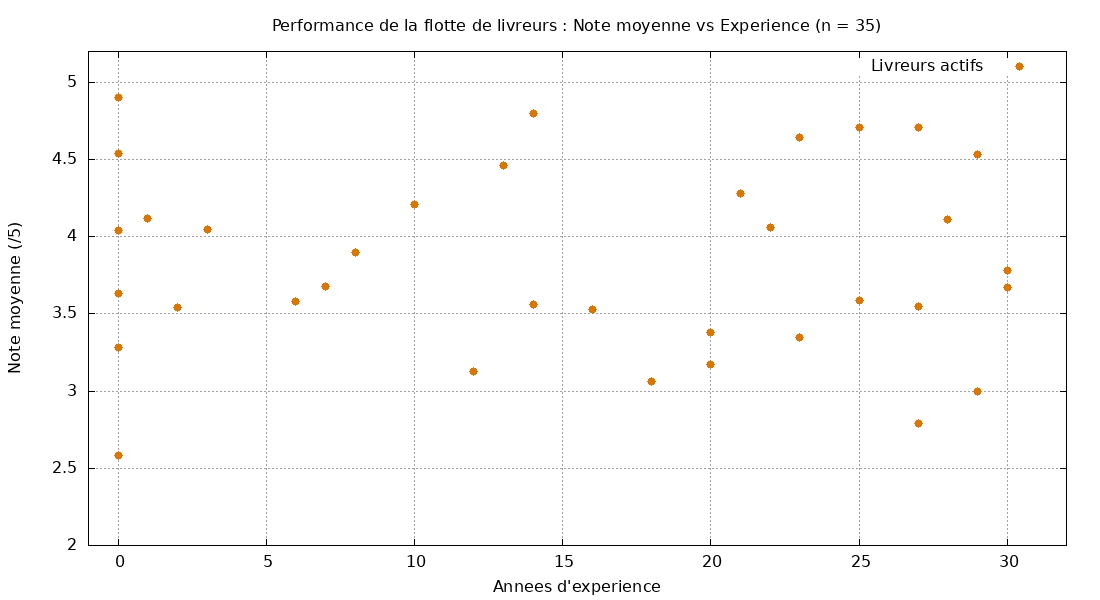 Performance de la flotte de livreurs : Note moyenne vs Experience (n = 35)
Livreurs actifs
5
4.5
4
3.5
3
2.5
2
Note moyenne (/5)
0 5 10 15 20 25 30
Annees d'experience